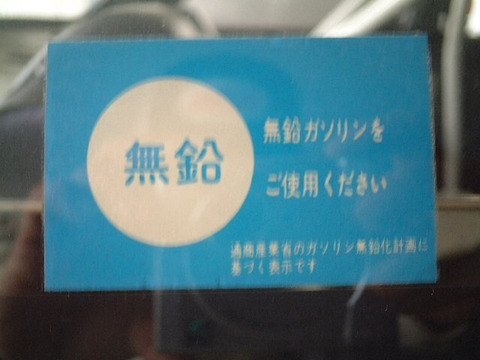 無鉛
無鉛ガソリンを
ご使用ください
通商産業省のガソリン無鉛化計画に
基づく表示です